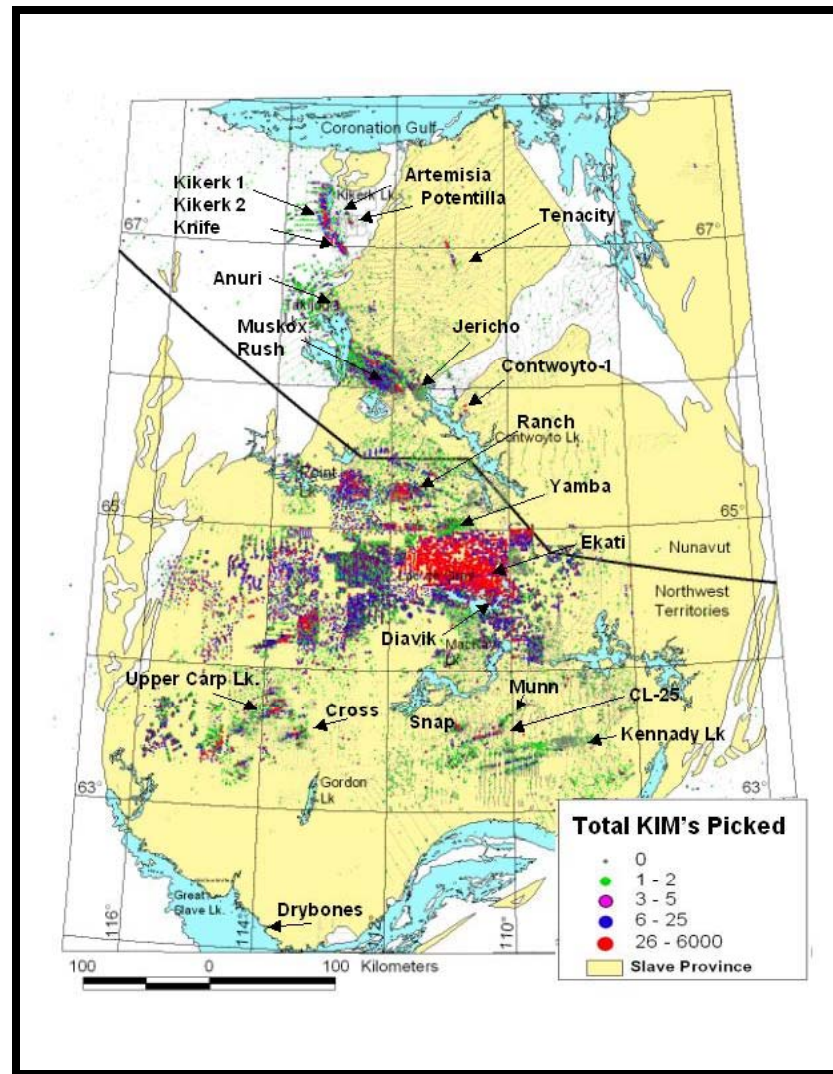 Coronation Gulf
Kikerk 1
Kikerk 2
Knife
Kikerk Lk.
Artemisia
Potentilla
67°
67°
Tenacity
Anuri
Muskox
Rush
Jericho
Contwoyto-1
Contwoyto Lk.
Ranch
Point
Lk
Yamba
65°
65°
Ekati
Nunavut
Northwest
Territories
Diavik
Upper Carp Lk.
Cross
Munn
Snap
CL-25
Kennady Lk
63°
Gordon
Lk
63°
Great
Slave Lk.
Drybones
116°
114°
112°
110°
Total KIM's Picked
0
1 - 2
3 - 5
6 - 25
26 - 6000
Slave Province
100 0 100 Kilometers